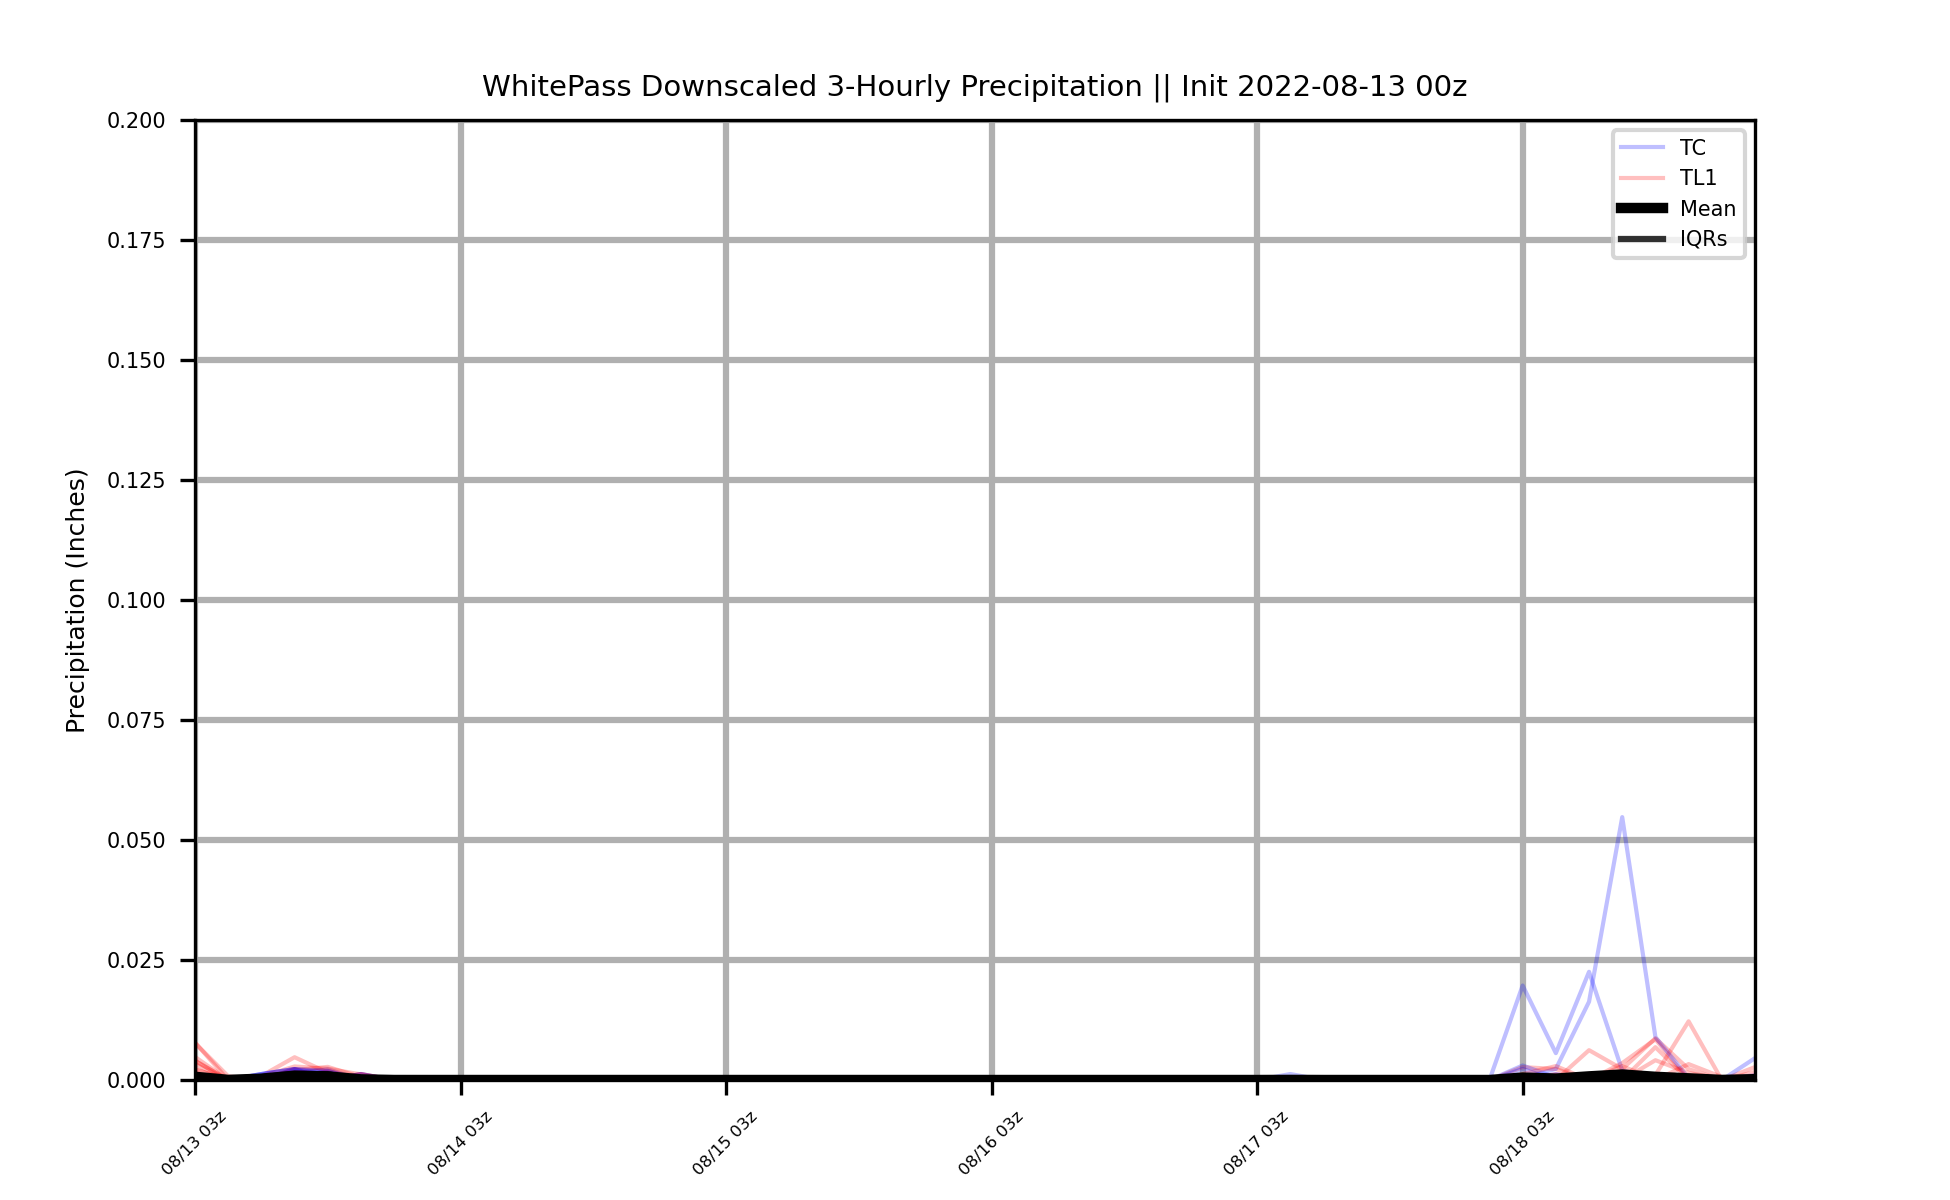 WhitePass Downscaled 3-Hourly Precipitation || Init 2022-08-13 00z
0.200
0.175
0.150
0.125
0.100
0.075
0.050
0.025
0.000
Precipitation (Inches)
TC
TL1
Mean
IQRs
08/13 03z
08/14 03z
08/15 03z
08/16 03z
08/17 03z
08/18 03z